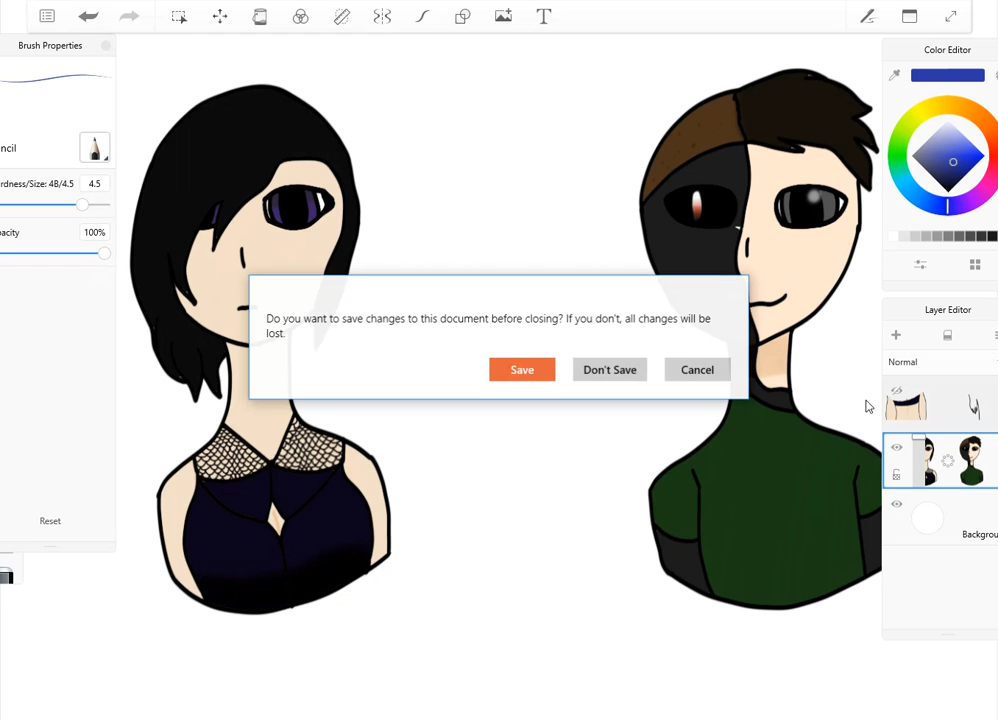 Brush Properties
ncil
rdness/Size: 4B/4.5
4.5
pacity
100%
Reset
Do you want to save changes to this document before closing? If you don't, all changes will be
lost.
Save
Don't Save
Cancel
Color Editor
Layer Editor
Normal
Backgrou